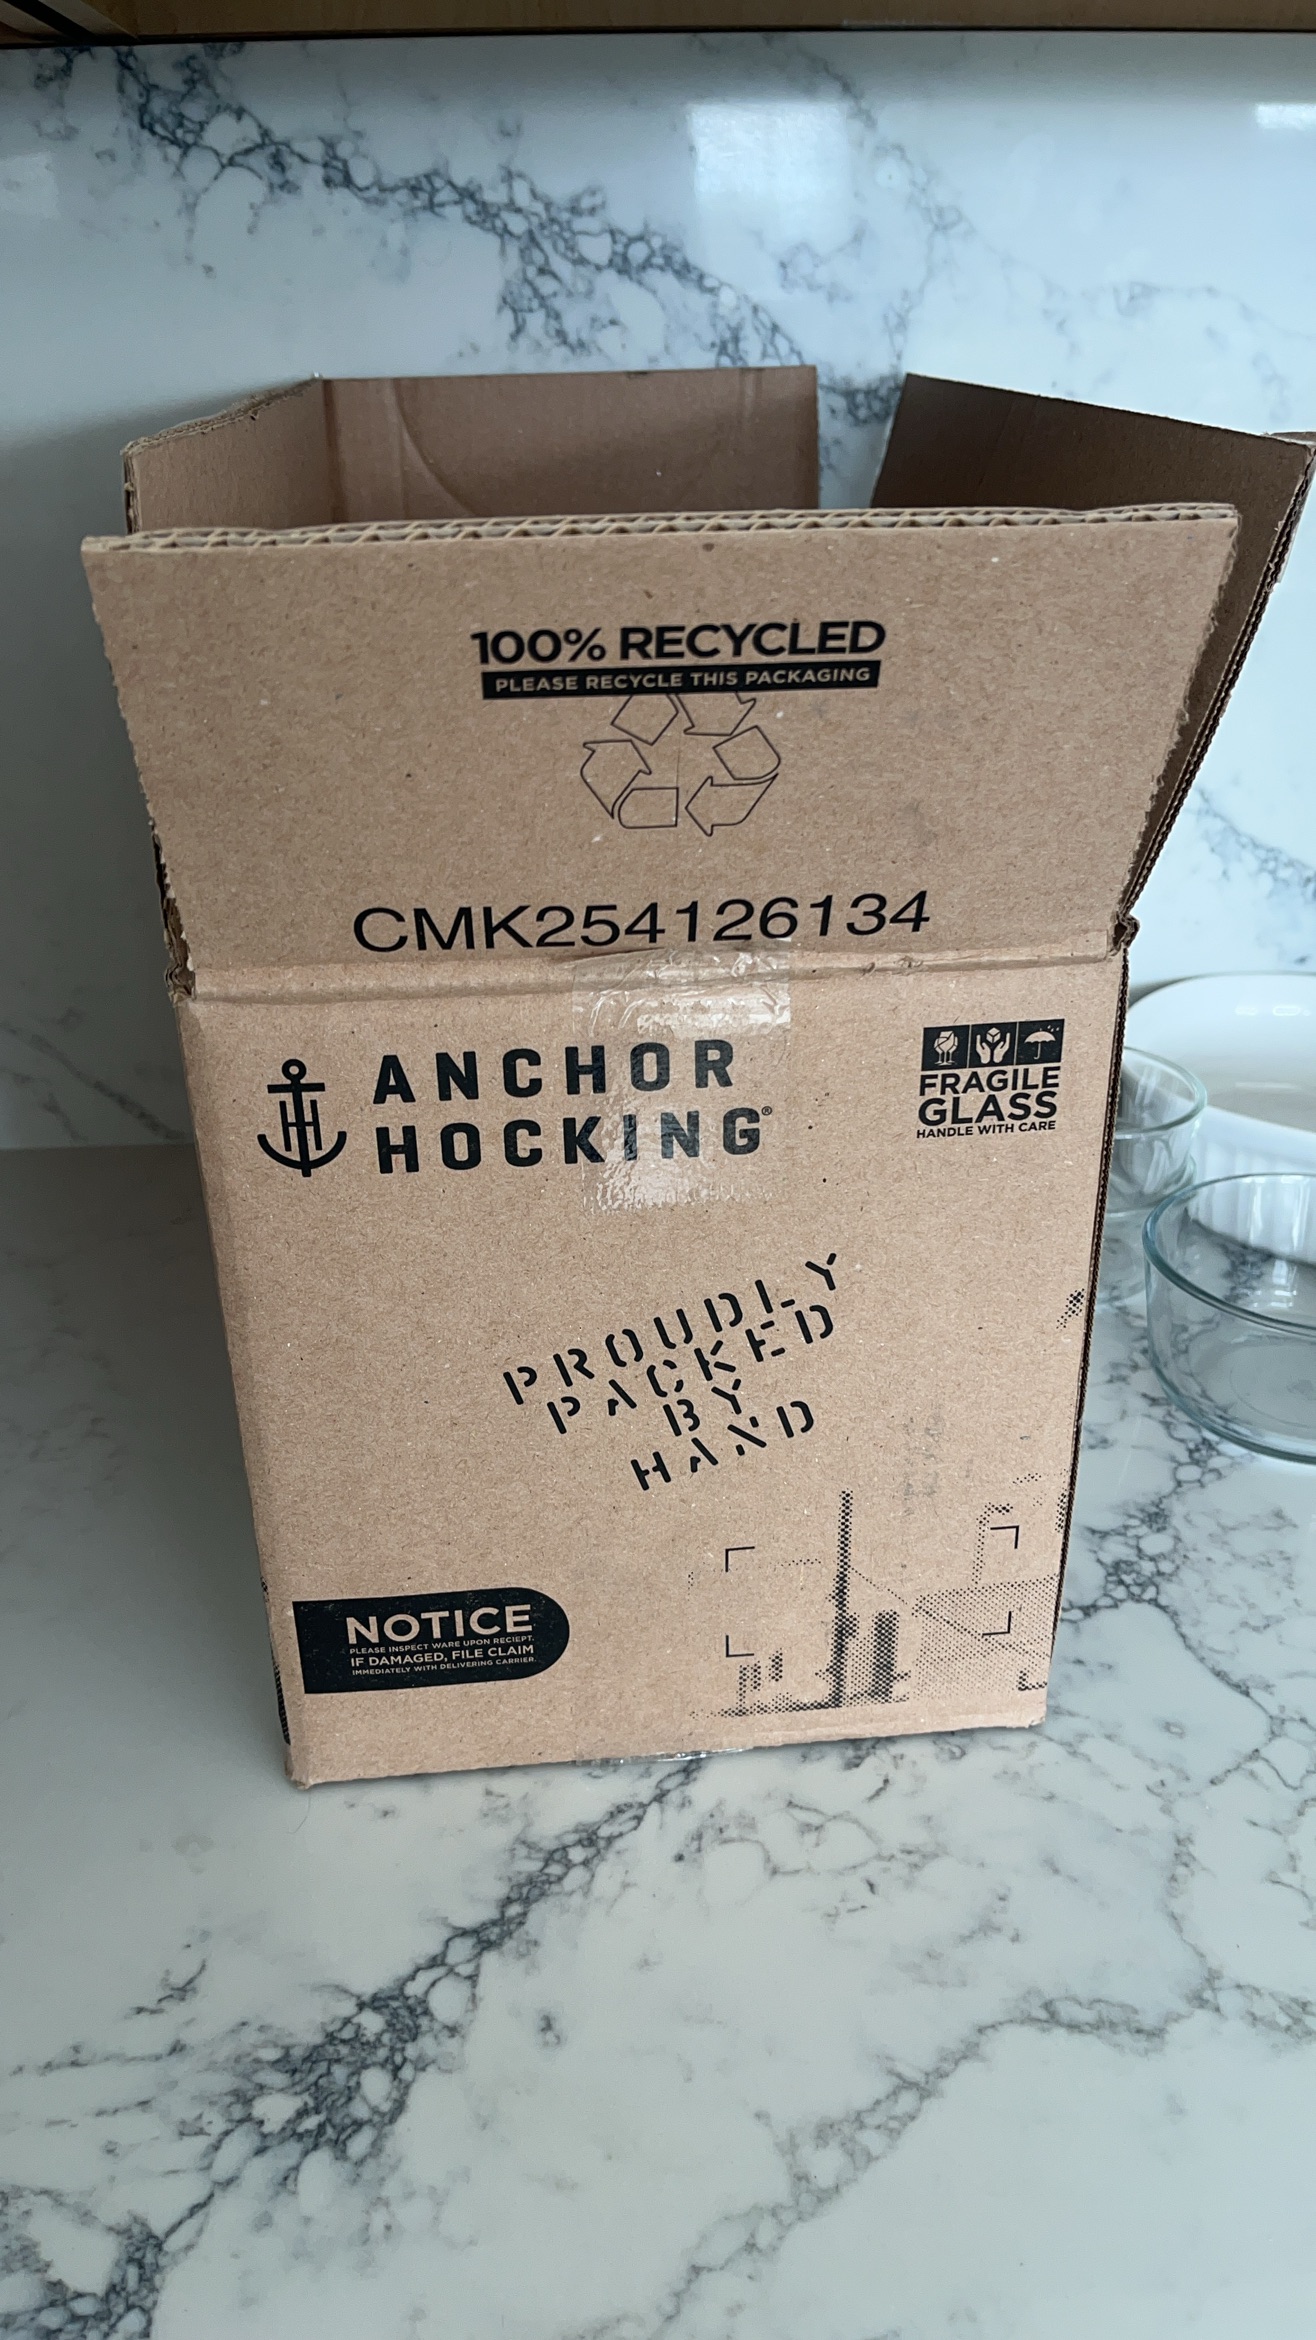 100% RECYCLED
PLEASE RECYCLE THIS PACKAGING
CMK254126134
ANCHOR
HOCKING®
FRAGILE
GLASS
HANDLE WITH CARE
PROUDLY
PACKED
BY
HAND
NOTICE
PLEASE INSPECT WARE UPON RECIEPT.
IF DAMAGED, FILE CLAIM
IMMEDIATELY WITH DELIVERING CARRIER.